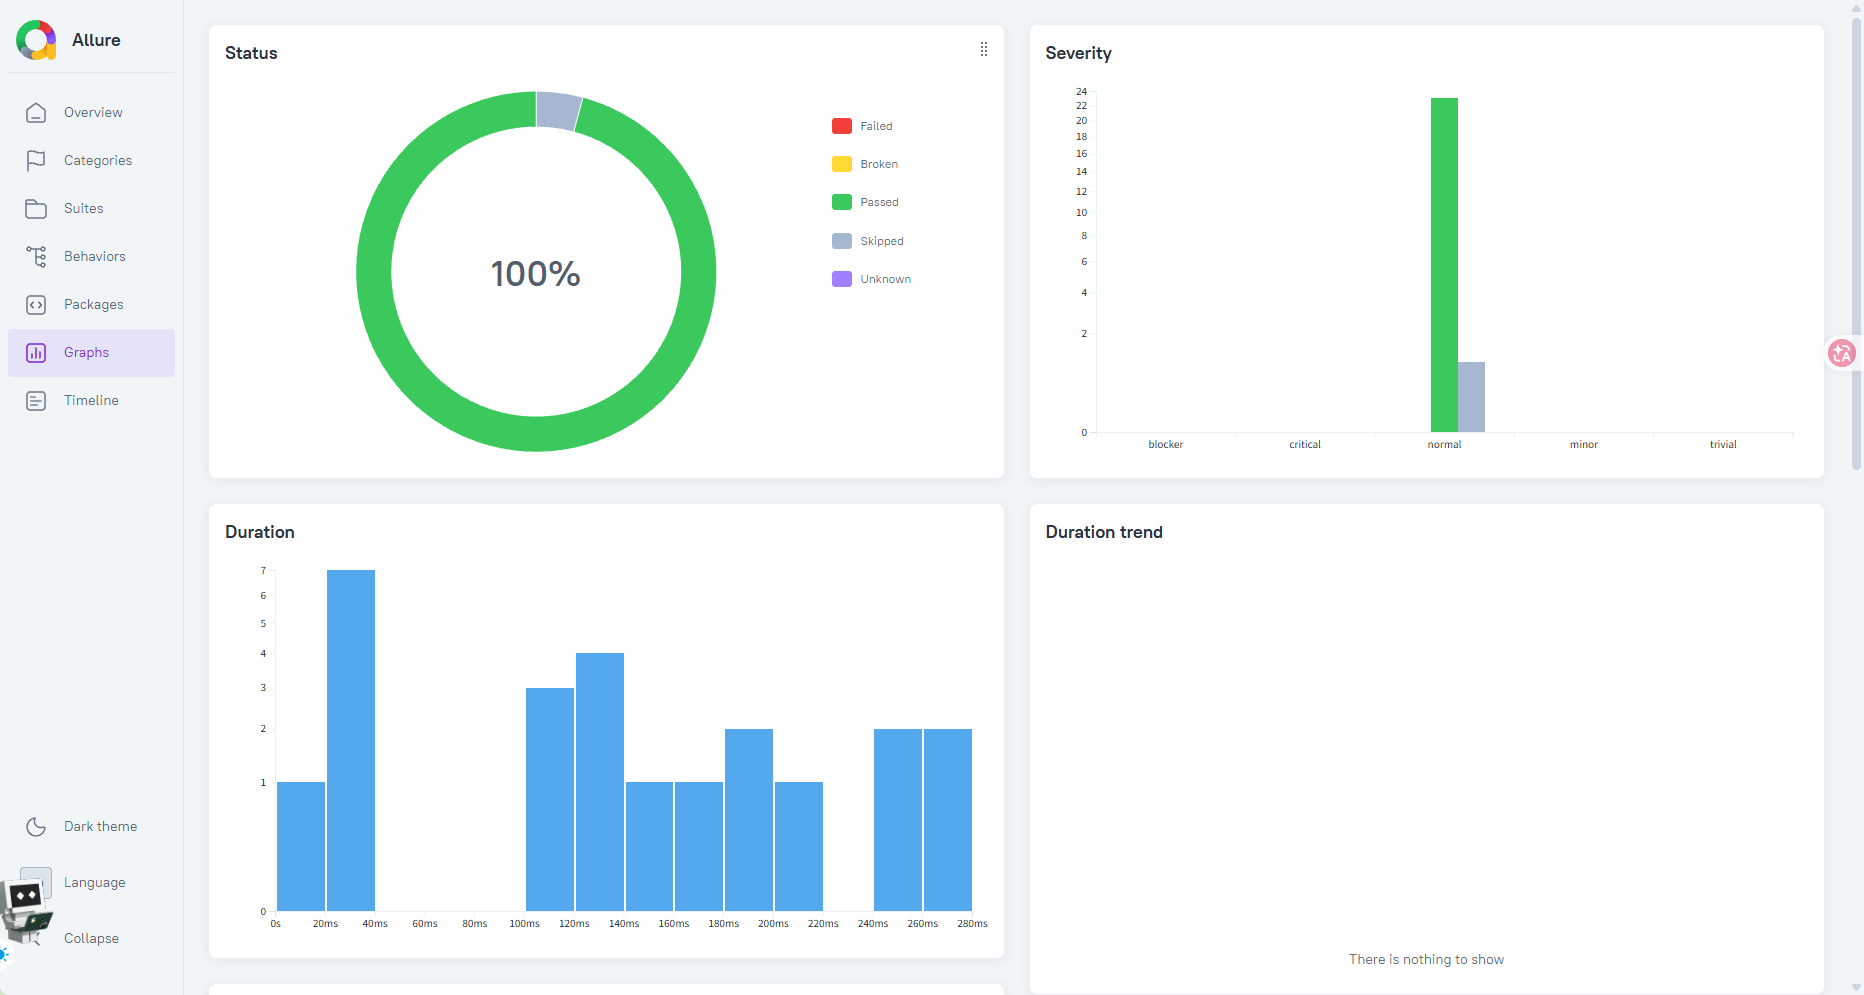 Allure
Overview
Categories
Suites
Behaviors
Packages
Graphs
Timeline
Dark theme
Language
Collapse
Status
100%
Failed
Broken
Passed
Skipped
Unknown
Severity
24
22
20
18
16
14
12
10
8
6
4
2
0
blocker critical normal minor trivial
Duration
7
6
5
4
3
2
1
0
0s 20ms 40ms 60ms 80ms 100ms 120ms 140ms 160ms 180ms 200ms 220ms 240ms 260ms 280ms
Duration trend
There is nothing to show